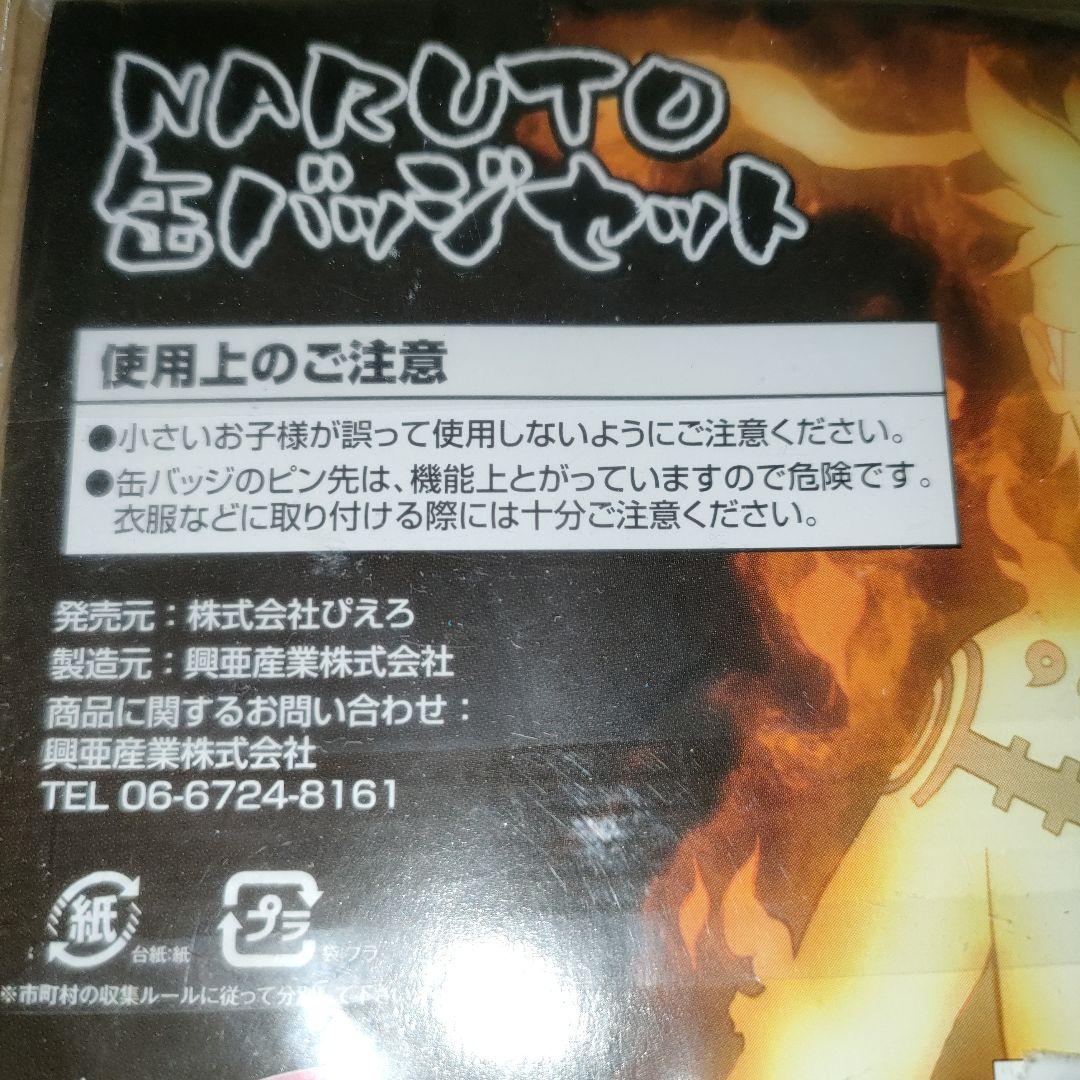 NARUTO
缶バッジセット
使用上のご注意
●小さいお子様が誤って使用しないようにご注意ください。
●缶バッジのピン先は、機能上とがっていますので危険です。
衣服などに取り付ける際には十分ご注意ください。
発売元：株式会社ぴえろ
製造元：興亜産業株式会社
商品に関するお問い合わせ：
興亜産業株式会社
TEL 06-6724-8161
紙 台紙:紙
プラ 袋:プラ
※市町村の収集ルールに従って分別して下さ